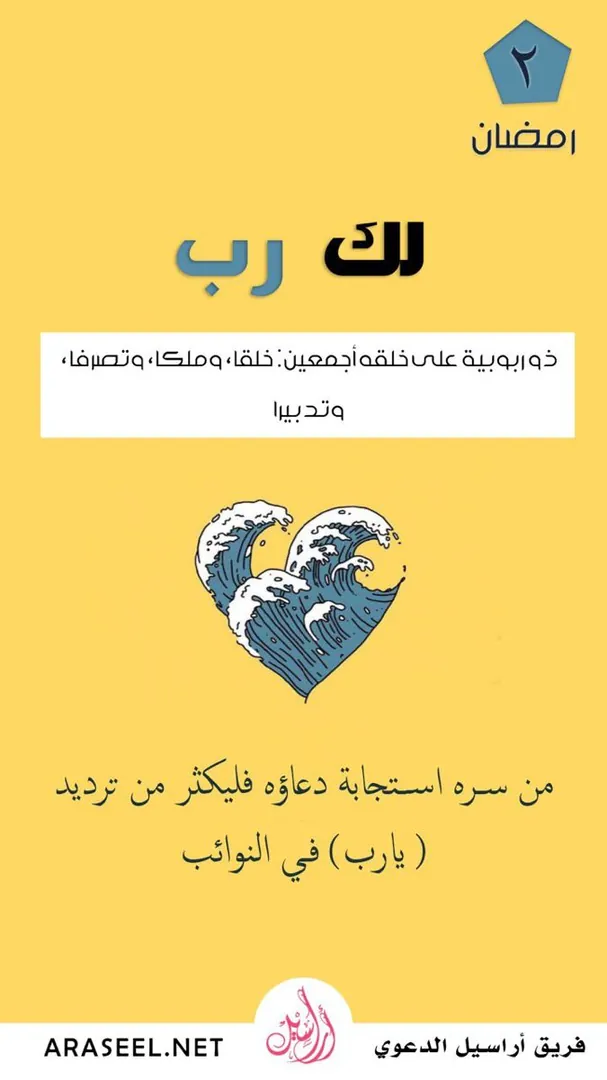 ٢
رمضان
لك رب
ذو ربوبية على خلقه أجمعين: خلقا، وملكا، وتصرفا،
وتدبيرا
من سره استجابة دعاؤه فليكثر من ترديد
( يارب) في النوائب
فريق أراسيل الدعوي
أراسيل
ARASEEL.NET